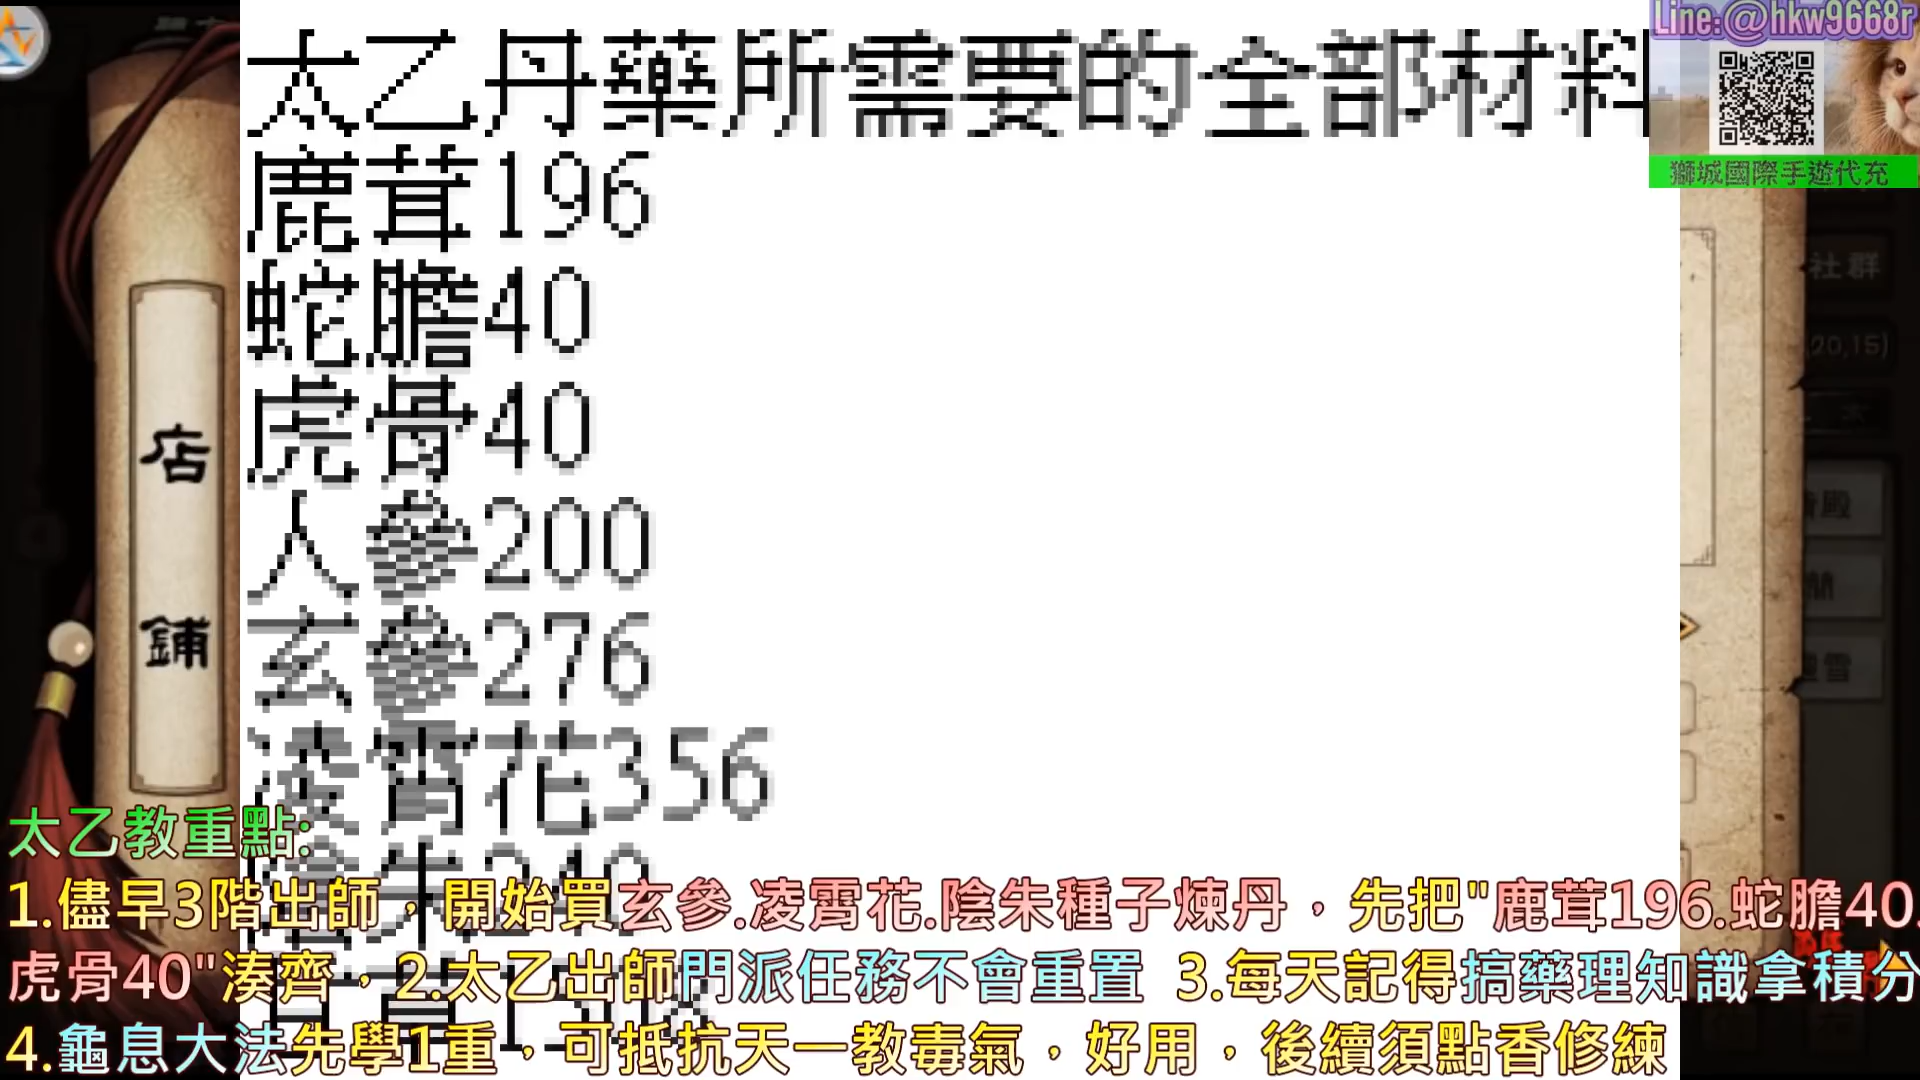 太乙丹藥所需要的全部材料
鹿茸196
蛇膽40
虎骨40
人參200
玄參276
凌霄花356
陰朱240
Line:@hkw9668r
獅城國際手遊代充
店鋪
社群
20,15)
殿
太乙教重點:
1.儘早3階出師，開始買玄參.凌霄花.陰朱種子煉丹，先把"鹿茸196.蛇膽40.
虎骨40"湊齊，2.太乙出師門派任務不會重置 3.每天記得搞藥理知識拿積分
4.龜息大法先學1重，可抵抗天一教毒氣，好用，後續須點香修練